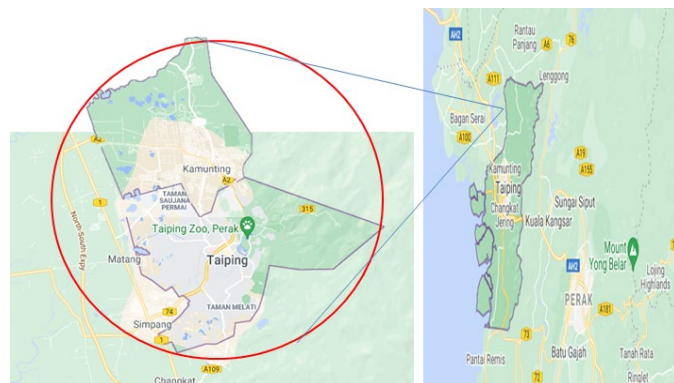 A2
Kamunting
A2
1
TAMAN
SAUJANA
PERMAI
315
North-South Expy
Taiping Zoo, Perak
Matang
Taiping
74
TAMAN MELATI
Simpang
1
A109
Changkat
AH2
Rantau
Panjang
76
A6
A111
Lenggong
Bagan Serai
A100
A19
Kamunting
A155
Taiping
Changkat
Jering
Sungai Siput
Kuala Kangsar
AH2
Mount
Yong Belar
Lojing
Highlands
PERAK
A181
73
Pantai Remis
Batu Gajah
Tanah Rata
72
Ringlet